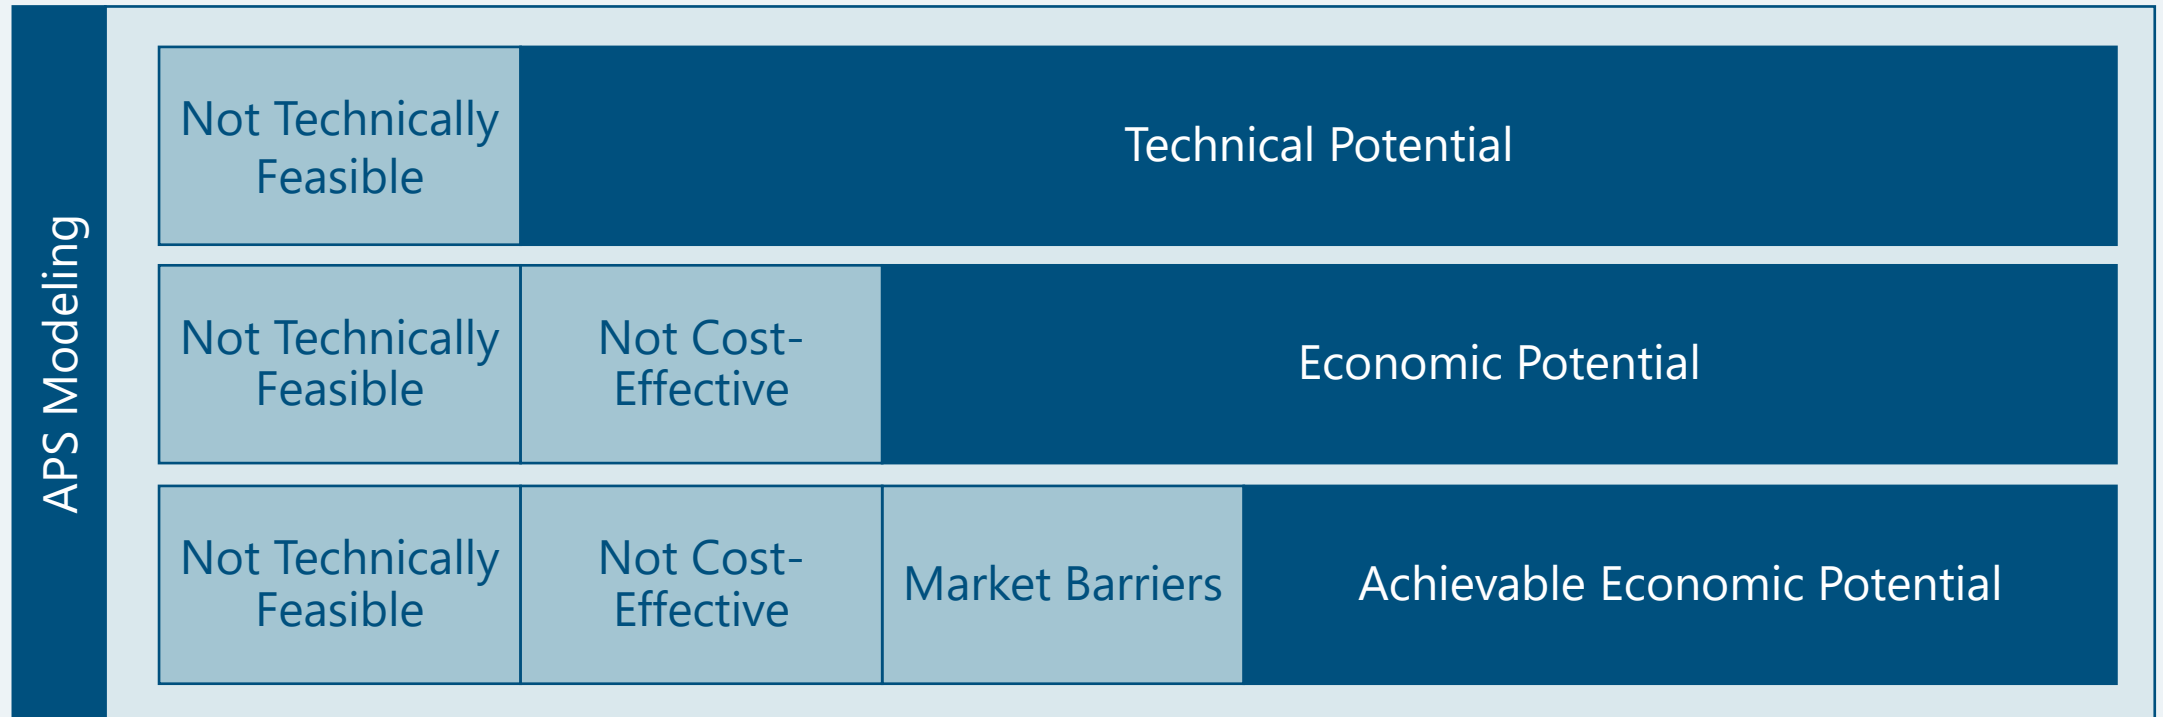 APS Modeling
Not Technically
Feasible
Technical Potential
Not Technically
Feasible
Not Cost-
Effective
Economic Potential
Not Technically
Feasible
Not Cost-
Effective
Market Barriers
Achievable Economic Potential